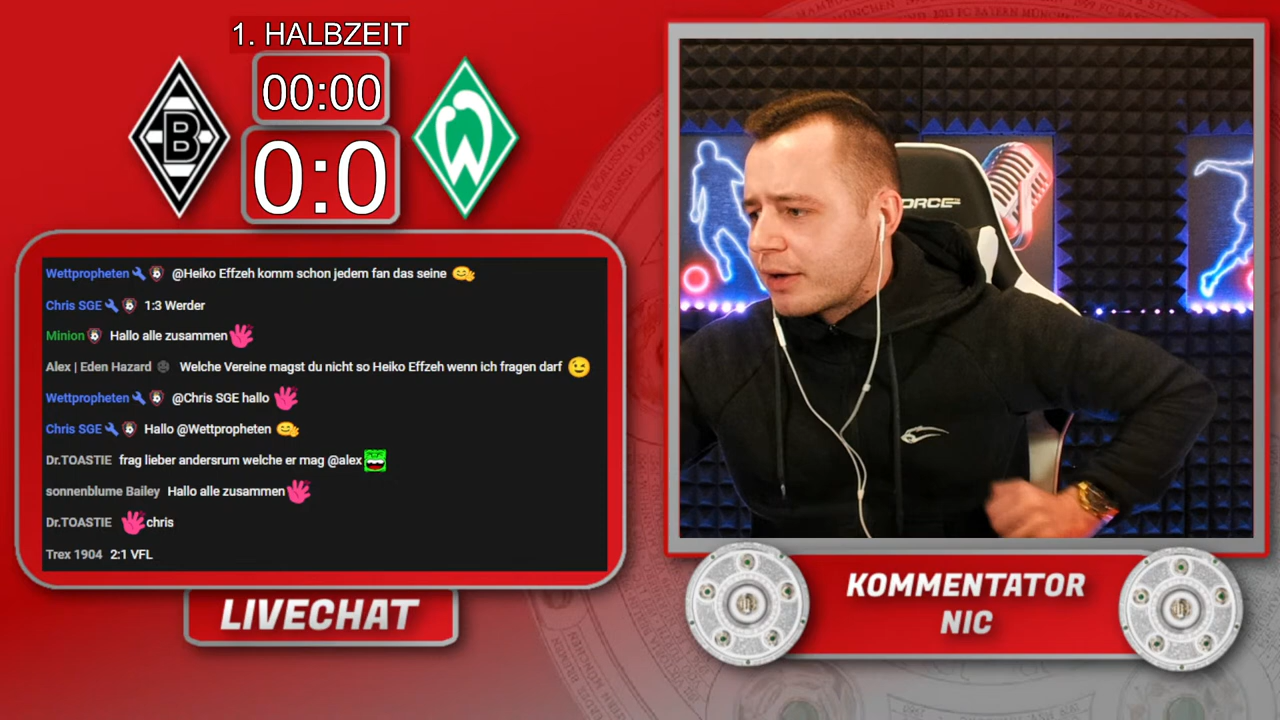 1. HALBZEIT
00:00
0:0
B
W
Wettpropheten @Heiko Effzeh komm schon jedem fan das seine
Chris SGE 1:3 Werder
Minion Hallo alle zusammen
Alex | Eden Hazard Welche Vereine magst du nicht so Heiko Effzeh wenn ich fragen darf
Wettpropheten @Chris SGE hallo
Chris SGE Hallo @Wettpropheten
Dr.TOASTIE frag lieber andersrum welche er mag @alex
sonnenblume Bailey Hallo alle zusammen
Dr.TOASTIE chris
Trex 1904 2:1 VFL
LIVECHAT
ORCE
KOMMENTATOR
NIC